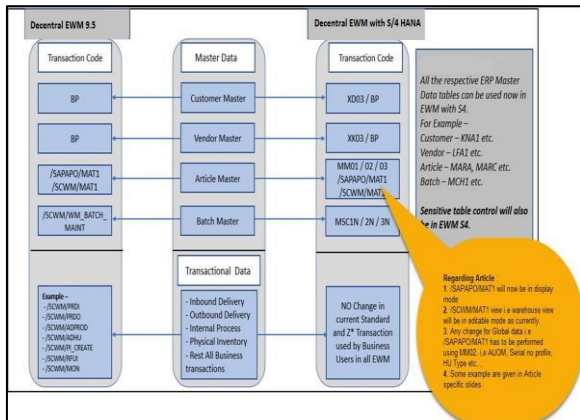 Decentral EWM 9.5
Decentral EWM with S/4 HANA
Transaction Code
Master Data
Transaction Code
BP
Customer Master
XD03 / BP
BP
Vendor Master
XK03 / BP
/SAPAPO/MAT1
/SCWM/MAT1
Article Master
MM01 / 02 / 03
/SAPAPO/MAT1
/SCWM/MAT1
/SCWM/WM_BATCH_
MAINT
Batch Master
MSC1N / 2N / 3N
All the respective ERP Master
Data tables can be used now in
EWM with S4.
For Example –
Customer – KNA1 etc.
Vendor – LFA1 etc.
Article – MARA, MARC etc.
Batch – MCH1 etc.
Sensitive table control will also
be in EWM S4.
Transactional Data
Example –
- /SCWM/PRDI
- /SCWM/PRDO
- /SCWM/ADPROD
- /SCWM/ADHU
- /SCWM/PI_CREATE
- /SCWM/RFUI
- /SCWM/MON
- Inbound Delivery
- Outbound Delivery
- Internal Process
- Physical Inventory
- Rest All Business
transactions
NO Change in
current Standard
and Z* Transaction
used by Business
Users in all EWM
Regarding Article :
1. /SAPAPO/MAT1 will now be in display
mode
2. /SCWM/MAT1 view i.e warehouse view
will be in editable mode as currently.
3. Any change for Global data i.e
/SAPAPO/MAT1 has to be performed
using MM02. i.e AUOM, Serial no profile,
HU Type etc...
4. Some example are given in Article
specific slides